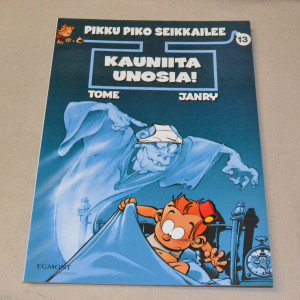 PIKKU PIKO SEIKKAILEE
13
KAUNIITA
UNOSIA!
TOME JANRY
EGMONT